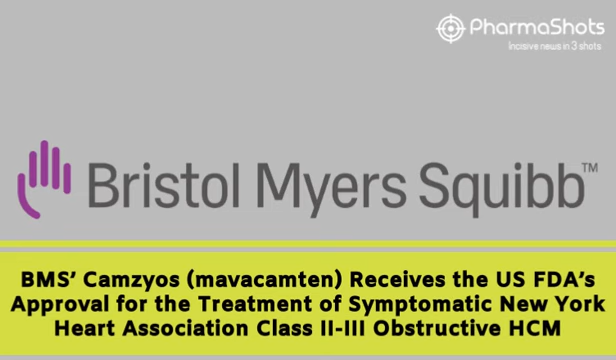 PharmaShots
Incisive news in 3 shots
Bristol Myers Squibb™
BMS’ Camzyos (mavacamten) Receives the US FDA’s
Approval for the Treatment of Symptomatic New York
Heart Association Class II-III Obstructive HCM